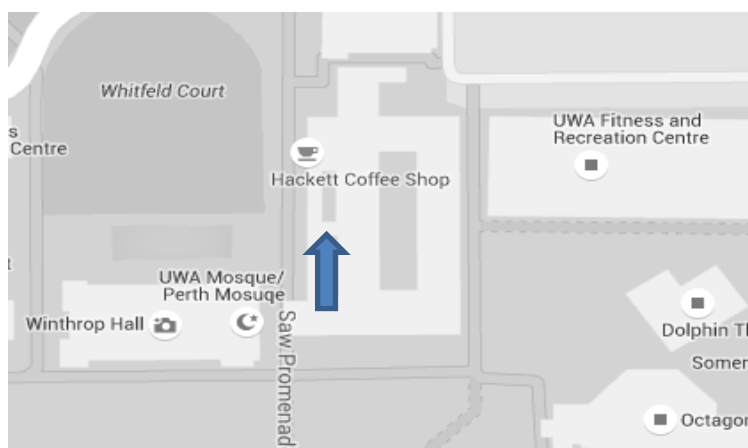 Whitfeld Court
s
Centre
Hackett Coffee Shop
UWA Fitness and
Recreation Centre
t
UWA Mosque/
Perth Mosuqe
Winthrop Hall
Saw Promenad
Dolphin Th
Somer
Octagon